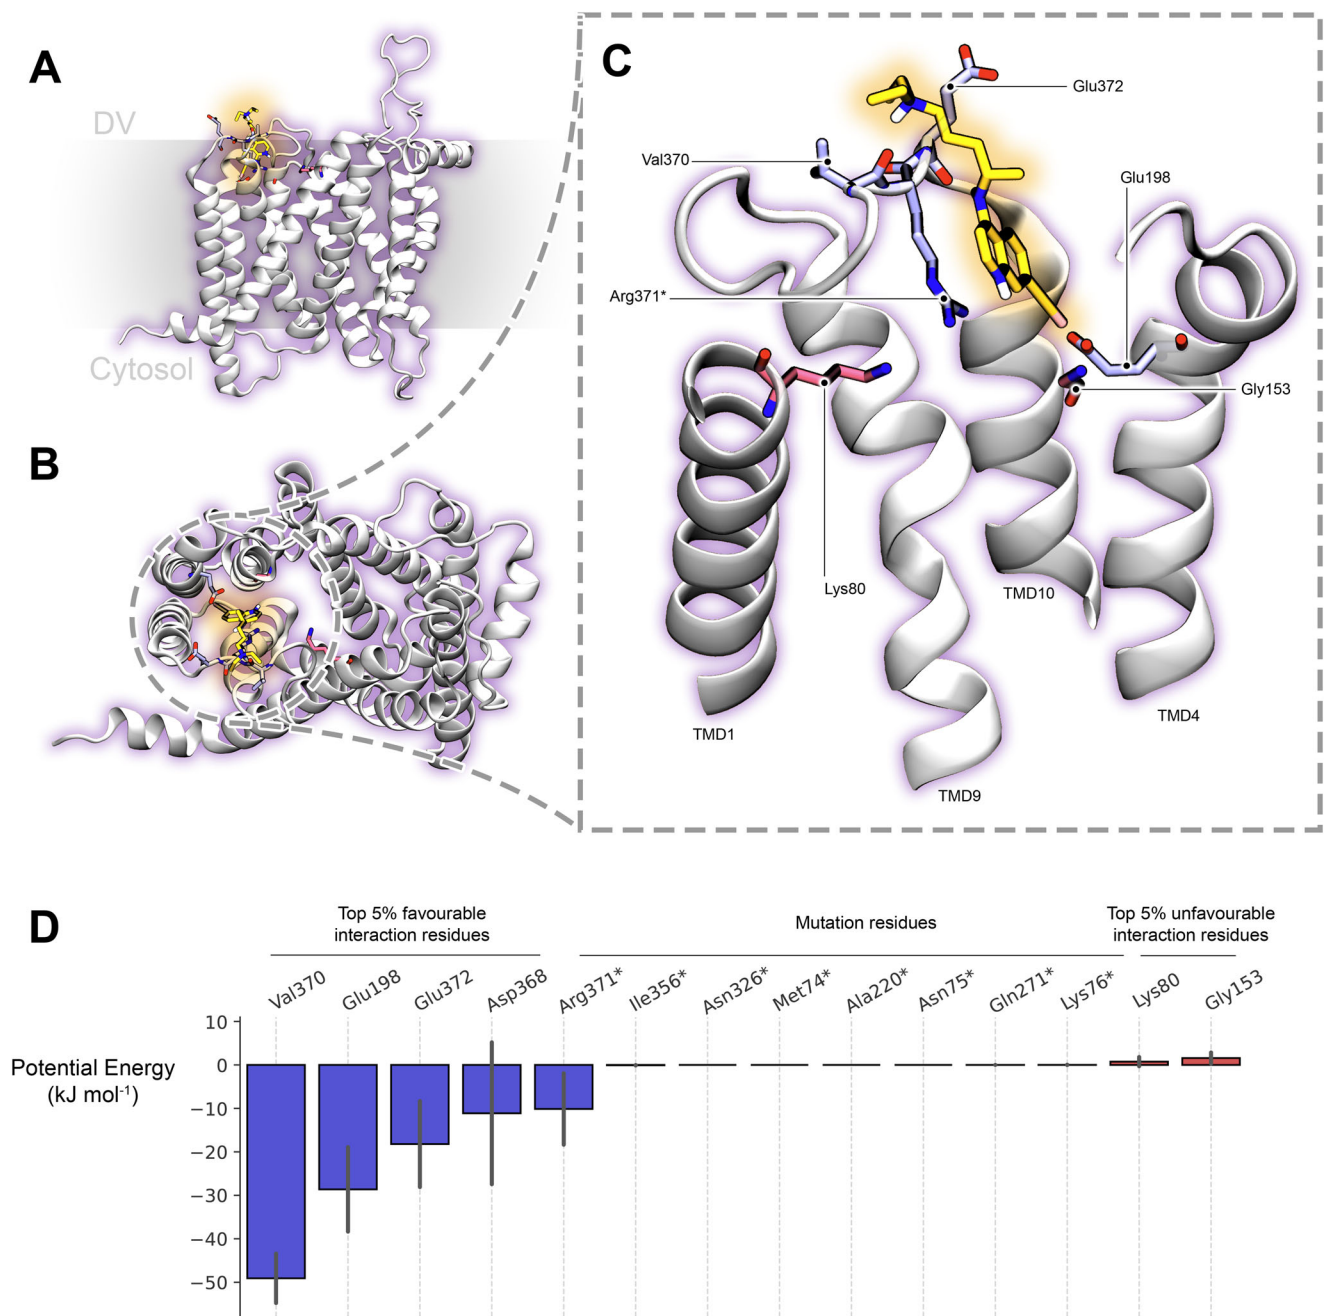 A
DV
Cytosol
B
C
Glu372
Val370
Glu198
Arg371*
Gly153
Lys80
TMD10
TMD1
TMD4
TMD9
D
Top 5% favourable
interaction residues
Mutation residues
Top 5% unfavourable
interaction residues
Val370
Glu198
Glu372
Asp368
Arg371*
Ile356*
Asn326*
Met74*
Ala220*
Asn75*
Gln271*
Lys76*
Lys80
Gly153
Potential Energy
(kJ mol⁻¹)
10
0
−10
−20
−30
−40
−50